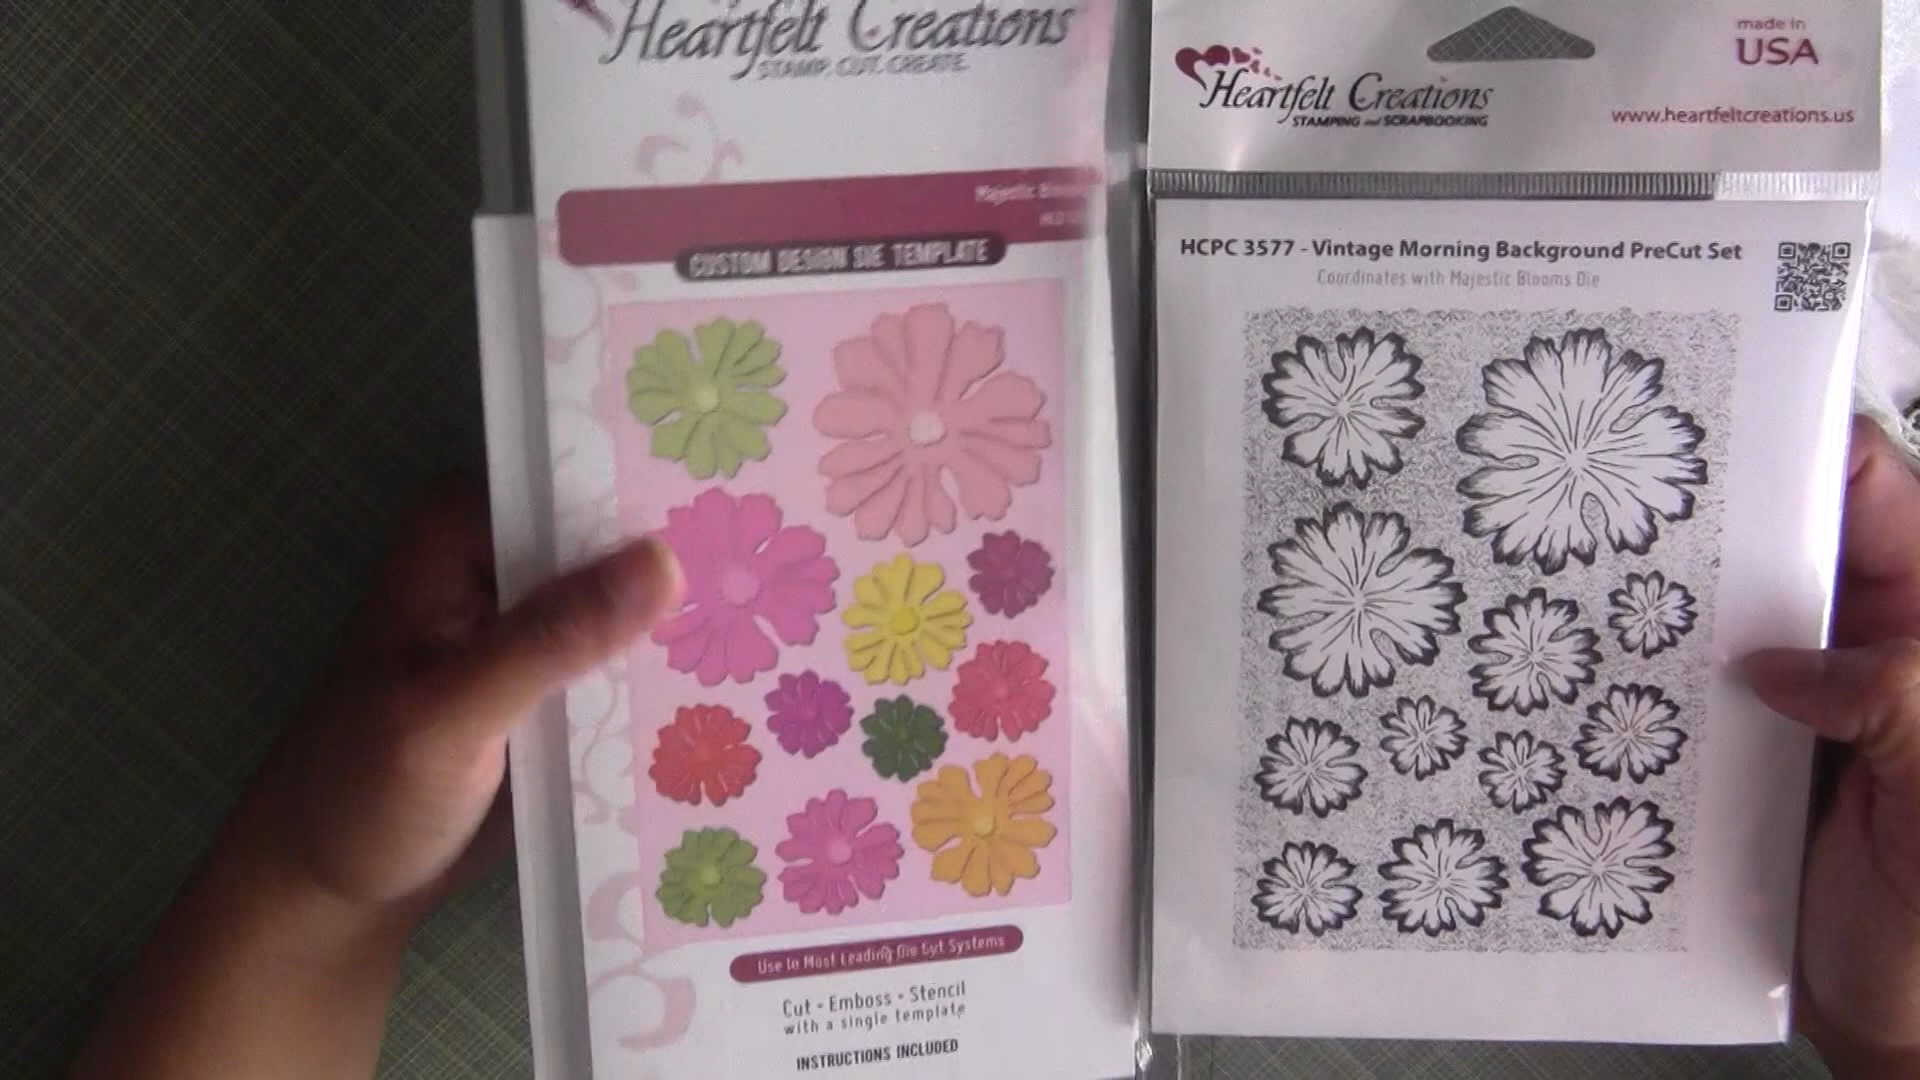 Heartfelt Creations
STAMP. CUT. CREATE.
Majestic
CUSTOM DESIGN DIE TEMPLATE
Use in Most Leading Die Cut Systems
Cut - Emboss - Stencil
with a single template
INSTRUCTIONS INCLUDED
made in
USA
Heartfelt Creations
STAMPING and SCRAPBOOKING
www.heartfeltcreations.us
HCPC 3577 - Vintage Morning Background PreCut Set
Coordinates with Majestic Blooms Die